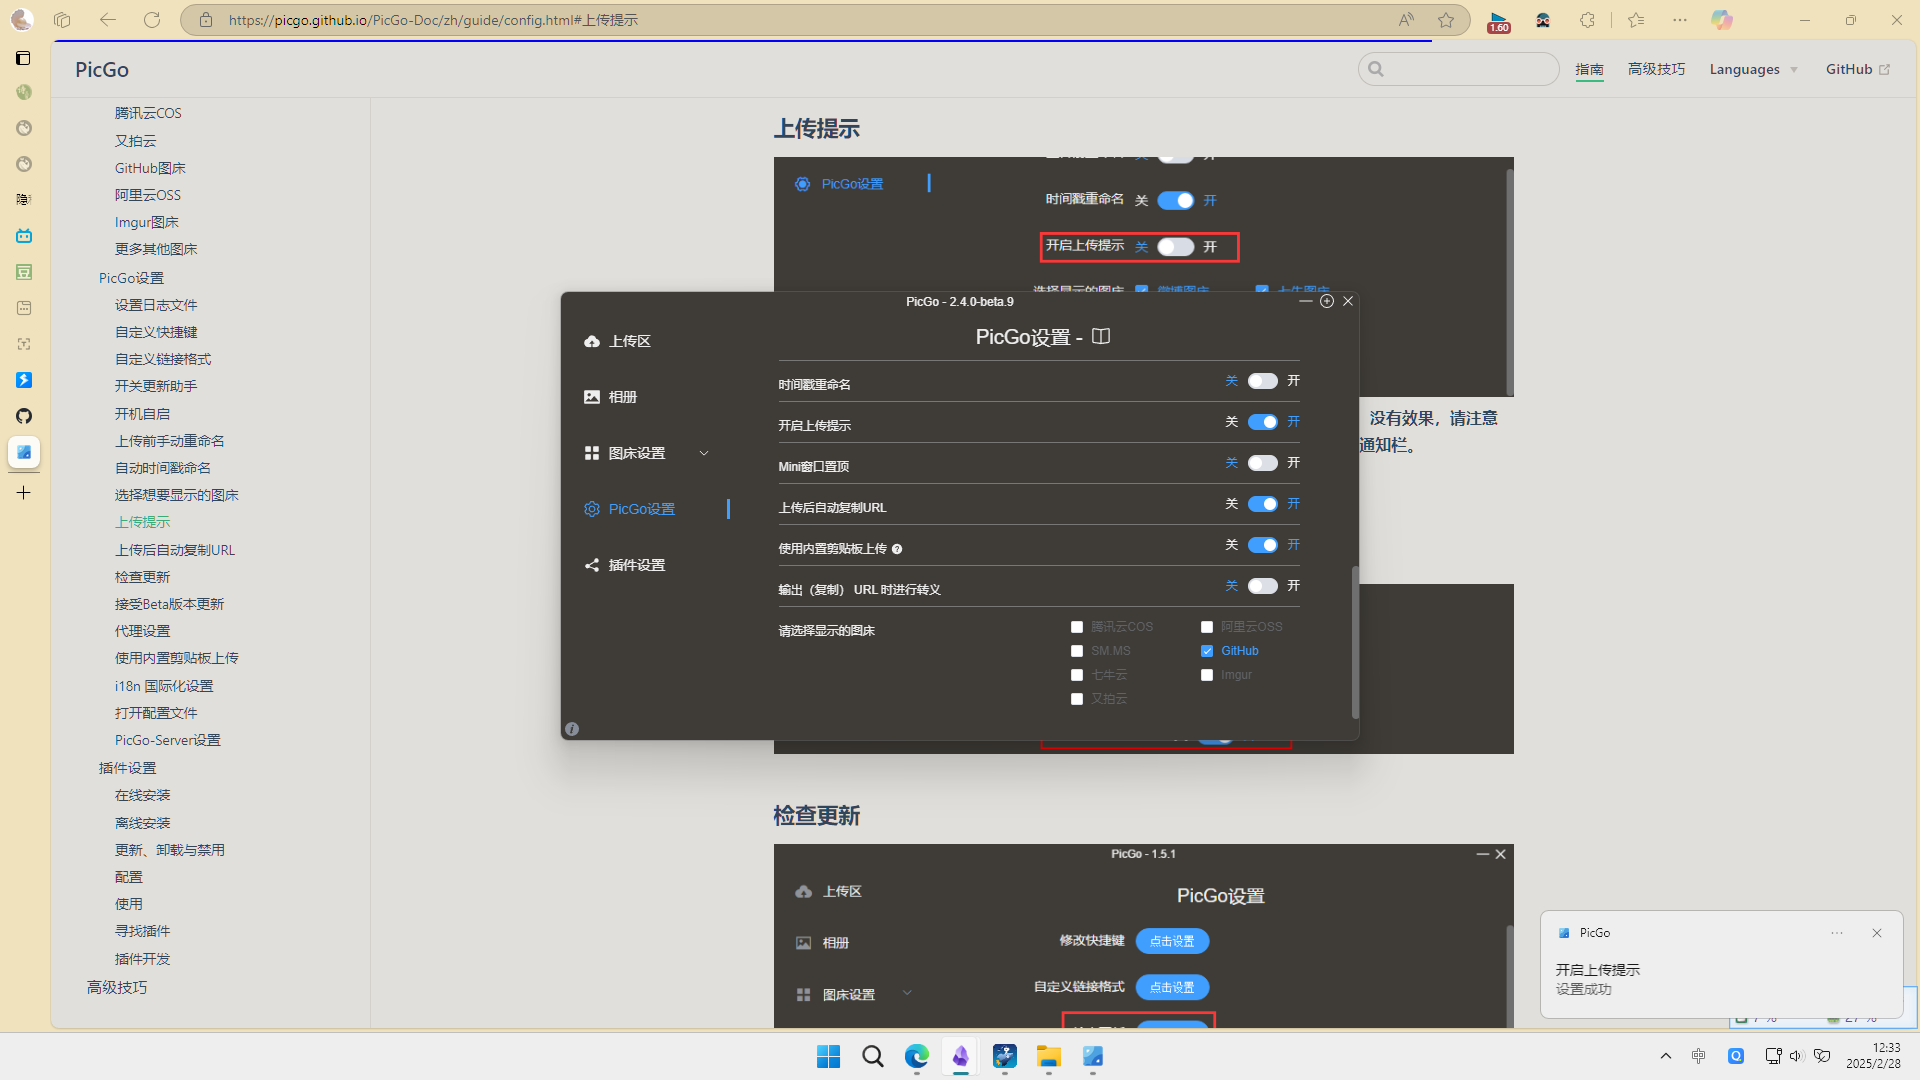 https://picgo.github.io/PicGo-Doc/zh/guide/config.html#上传提示
1.60
PicGo
指南
高级技巧
Languages
GitHub
腾讯云COS
又拍云
GitHub图床
阿里云OSS
Imgur图床
更多其他图床
PicGo设置
设置日志文件
自定义快捷键
自定义链接格式
开关更新助手
开机自启
上传前手动重命名
自动时间戳命名
选择想要显示的图床
上传提示
上传后自动复制URL
检查更新
接受Beta版本更新
代理设置
使用内置剪贴板上传
i18n 国际化设置
打开配置文件
PicGo-Server设置
插件设置
在线安装
离线安装
更新、卸载与禁用
配置
使用
寻找插件
插件开发
高级技巧
上传提示
PicGo设置
时间戳重命名 关 开
开启上传提示 关 开
没有效果，请注意
通知栏。
PicGo - 2.4.0-beta.9
上传区
相册
图床设置
PicGo设置
插件设置
PicGo设置 -
时间戳重命名 关 开
开启上传提示 关 开
Mini窗口置顶 关 开
上传后自动复制URL 关 开
使用内置剪贴板上传 关 开
输出（复制） URL 时进行转义 关 开
请选择显示的图床
腾讯云COS 阿里云OSS
SM.MS GitHub
七牛云 Imgur
又拍云
检查更新
PicGo - 1.5.1
上传区
相册
图床设置
PicGo设置
修改快捷键 点击设置
自定义链接格式 点击设置
PicGo
开启上传提示
设置成功
中
12:33
2025/2/28